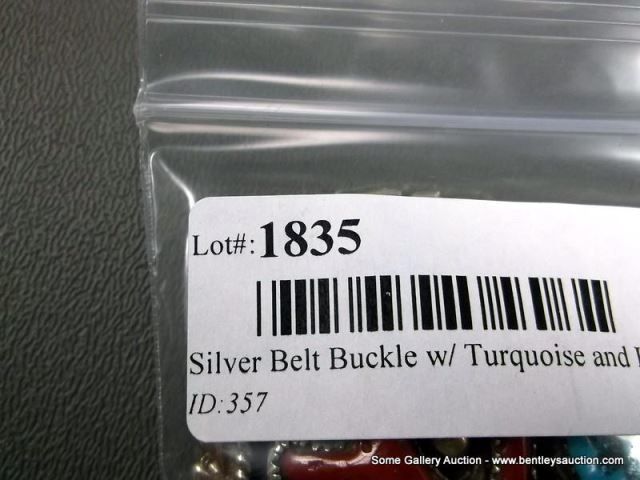 Lot#: 1835
Silver Belt Buckle w/ Turquoise and
ID:357
Some Gallery Auction - www.bentleysauction.com